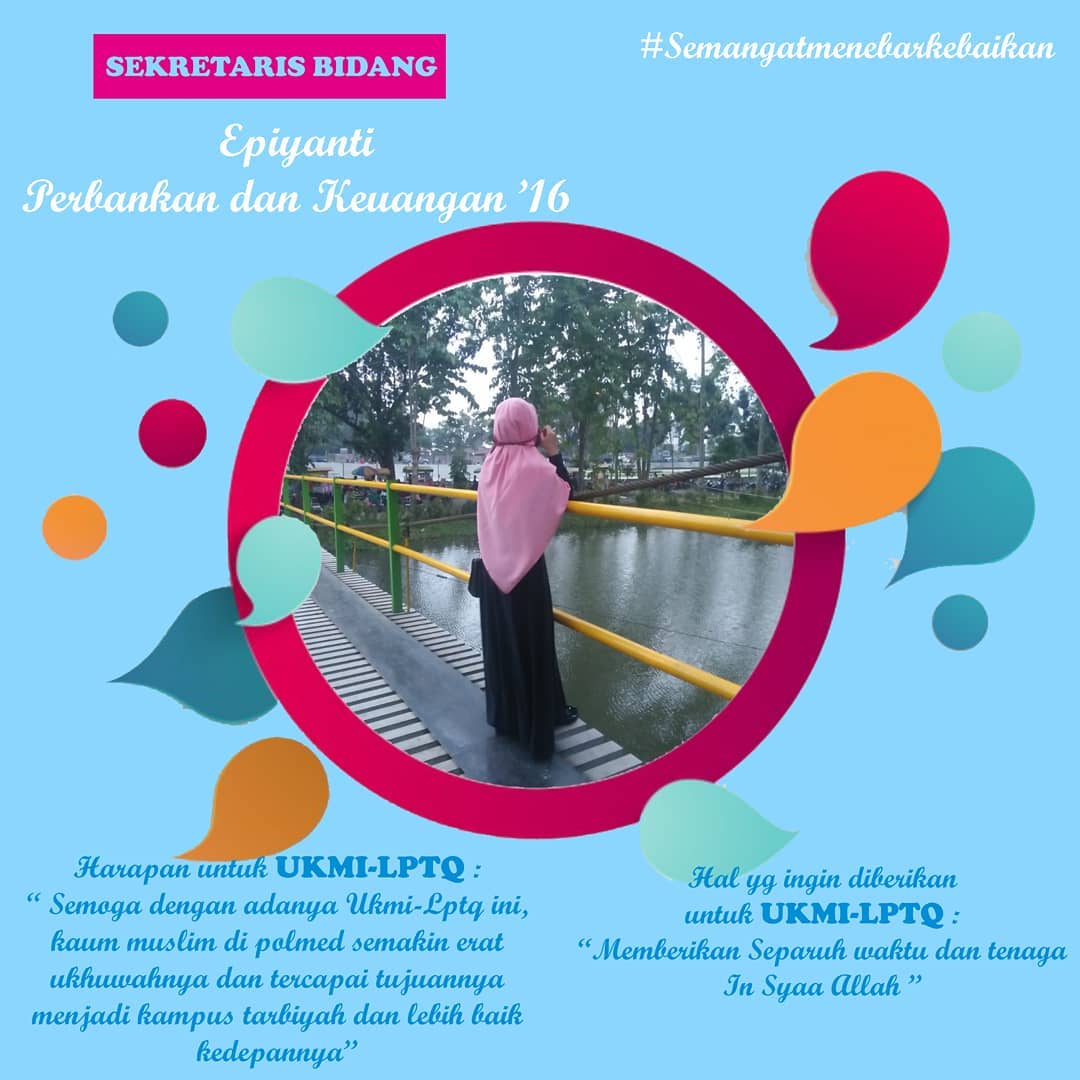 SEKRETARIS BIDANG
#Semangatmenebarkebaikan
Epiyanti
Perbankan dan Keuangan '16
Harapan untuk UKMI-LPTQ :
“ Semoga dengan adanya Ukmi-Lptq ini,
kaum muslim di polmed semakin erat
ukhuwahnya dan tercapai tujuannya
menjadi kampus tarbiyah dan lebih baik
kedepannya”
Hal yg ingin diberikan
untuk UKMI-LPTQ :
“Memberikan Separuh waktu dan tenaga
In Syaa Allah ”